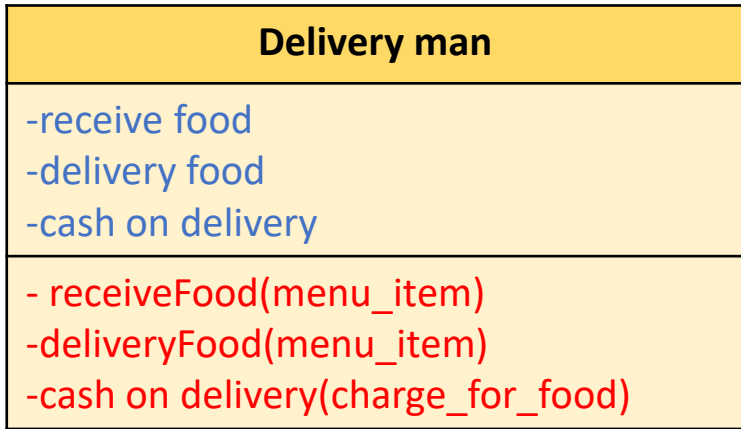 Delivery man
-receive food
-delivery food
-cash on delivery
- receiveFood(menu_item)
-deliveryFood(menu_item)
-cash on delivery(charge_for_food)